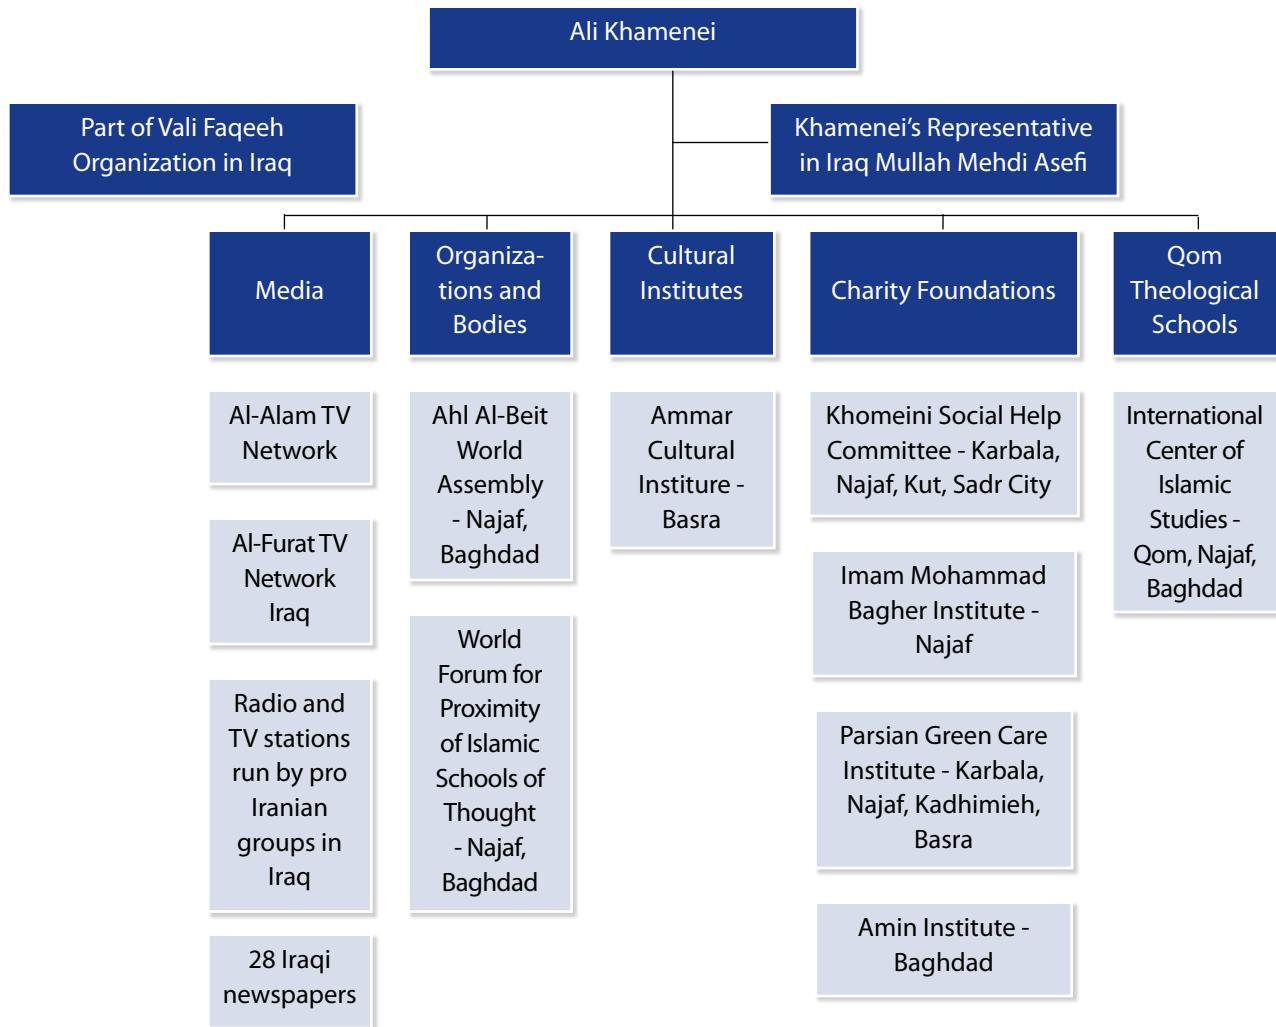 Ali Khamenei
Part of Vali Faqeeh
Organization in Iraq
Khamenei’s Representative
in Iraq Mullah Mehdi Asefi
Media
Organiza-
tions and
Bodies
Cultural
Institutes
Charity Foundations
Qom
Theological
Schools
Al-Alam TV
Network
Al-Furat TV
Network
Iraq
Radio and
TV stations
run by pro
Iranian
groups in
Iraq
28 Iraqi
newspapers
Ahl Al-Beit
World
Assembly
- Najaf,
Baghdad
World
Forum for
Proximity
of Islamic
Schools of
Thought
- Najaf,
Baghdad
Ammar
Cultural
Institure -
Basra
Khomeini Social Help
Committee - Karbala,
Najaf, Kut, Sadr City
Imam Mohammad
Bagher Institute -
Najaf
Parsian Green Care
Institute - Karbala,
Najaf, Kadhimieh,
Basra
Amin Institute -
Baghdad
International
Center of
Islamic
Studies -
Qom, Najaf,
Baghdad